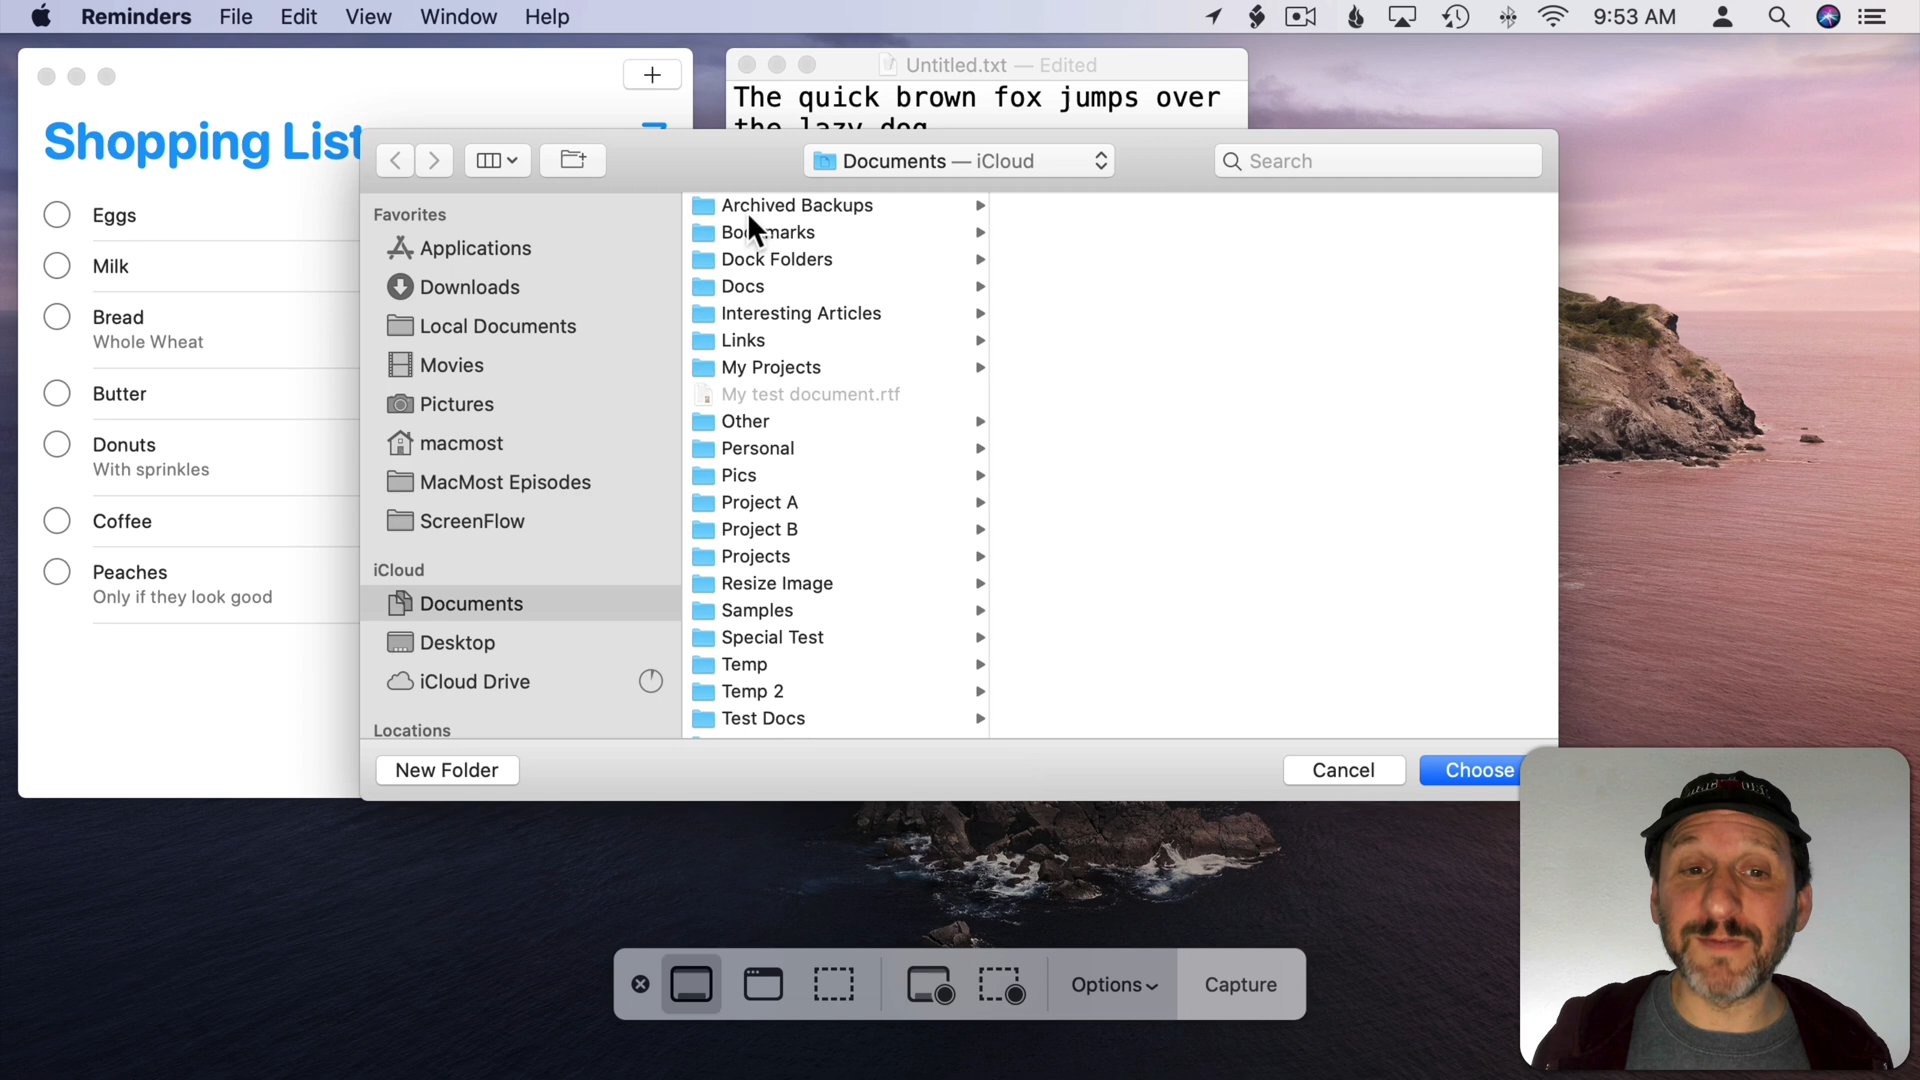 Reminders File Edit View Window Help 9:53 AM
Untitled.txt — Edited
The quick brown fox jumps over
the lazy dog
Shopping List
Eggs
Milk
Bread
Whole Wheat
Butter
Donuts
With sprinkles
Coffee
Peaches
Only if they look good
Documents — iCloud
Search
Favorites
Applications
Downloads
Local Documents
Movies
Pictures
macmost
MacMost Episodes
ScreenFlow
iCloud
Documents
Desktop
iCloud Drive
Locations
Archived Backups
Bookmarks
Dock Folders
Docs
Interesting Articles
Links
My Projects
My test document.rtf
Other
Personal
Pics
Project A
Project B
Projects
Resize Image
Samples
Special Test
Temp
Temp 2
Test Docs
New Folder
Cancel
Choose
Options
Capture